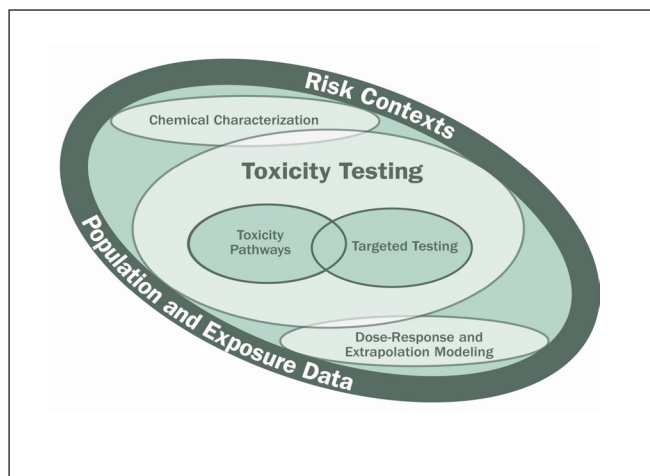 Risk Contexts
Chemical Characterization
Toxicity Testing
Toxicity
Pathways
Targeted Testing
Dose-Response and
Extrapolation Modeling
Population and Exposure Data